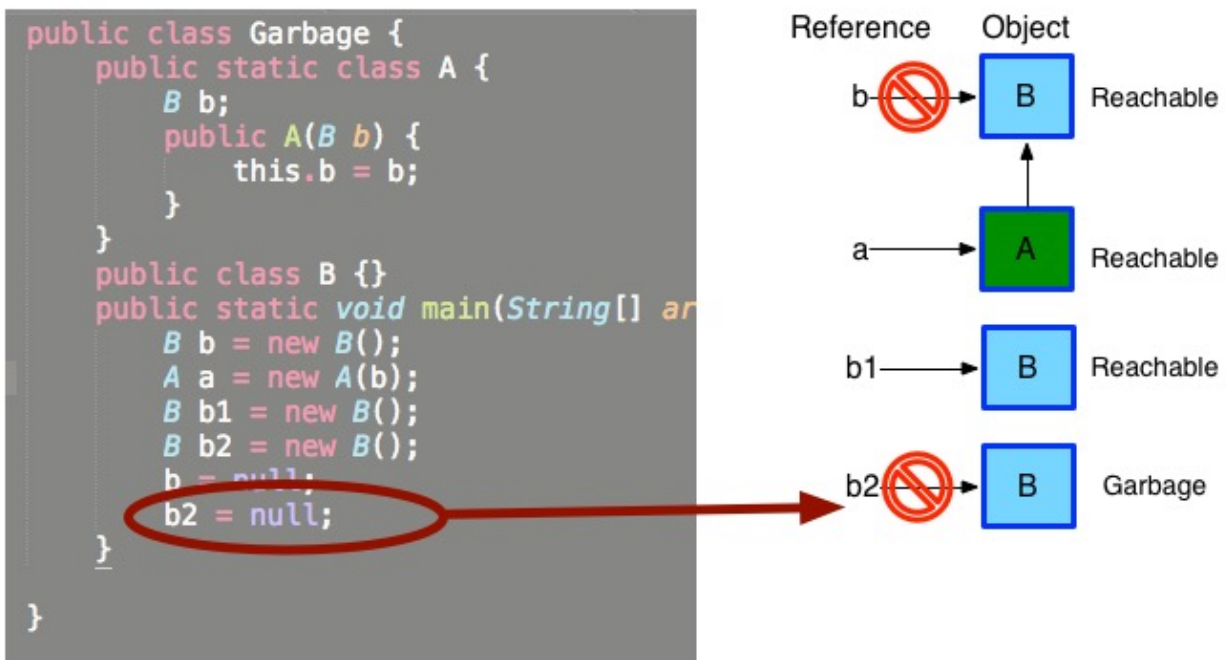 public class Garbage {
public static class A {
B b;
public A(B b) {
this.b = b;
}
}
public class B {}
public static void main(String[] ar
B b = new B();
A a = new A(b);
B b1 = new B();
B b2 = new B();
b = null;
b2 = null;
}
}
Reference Object
b B Reachable
a A Reachable
b1 B Reachable
b2 B Garbage